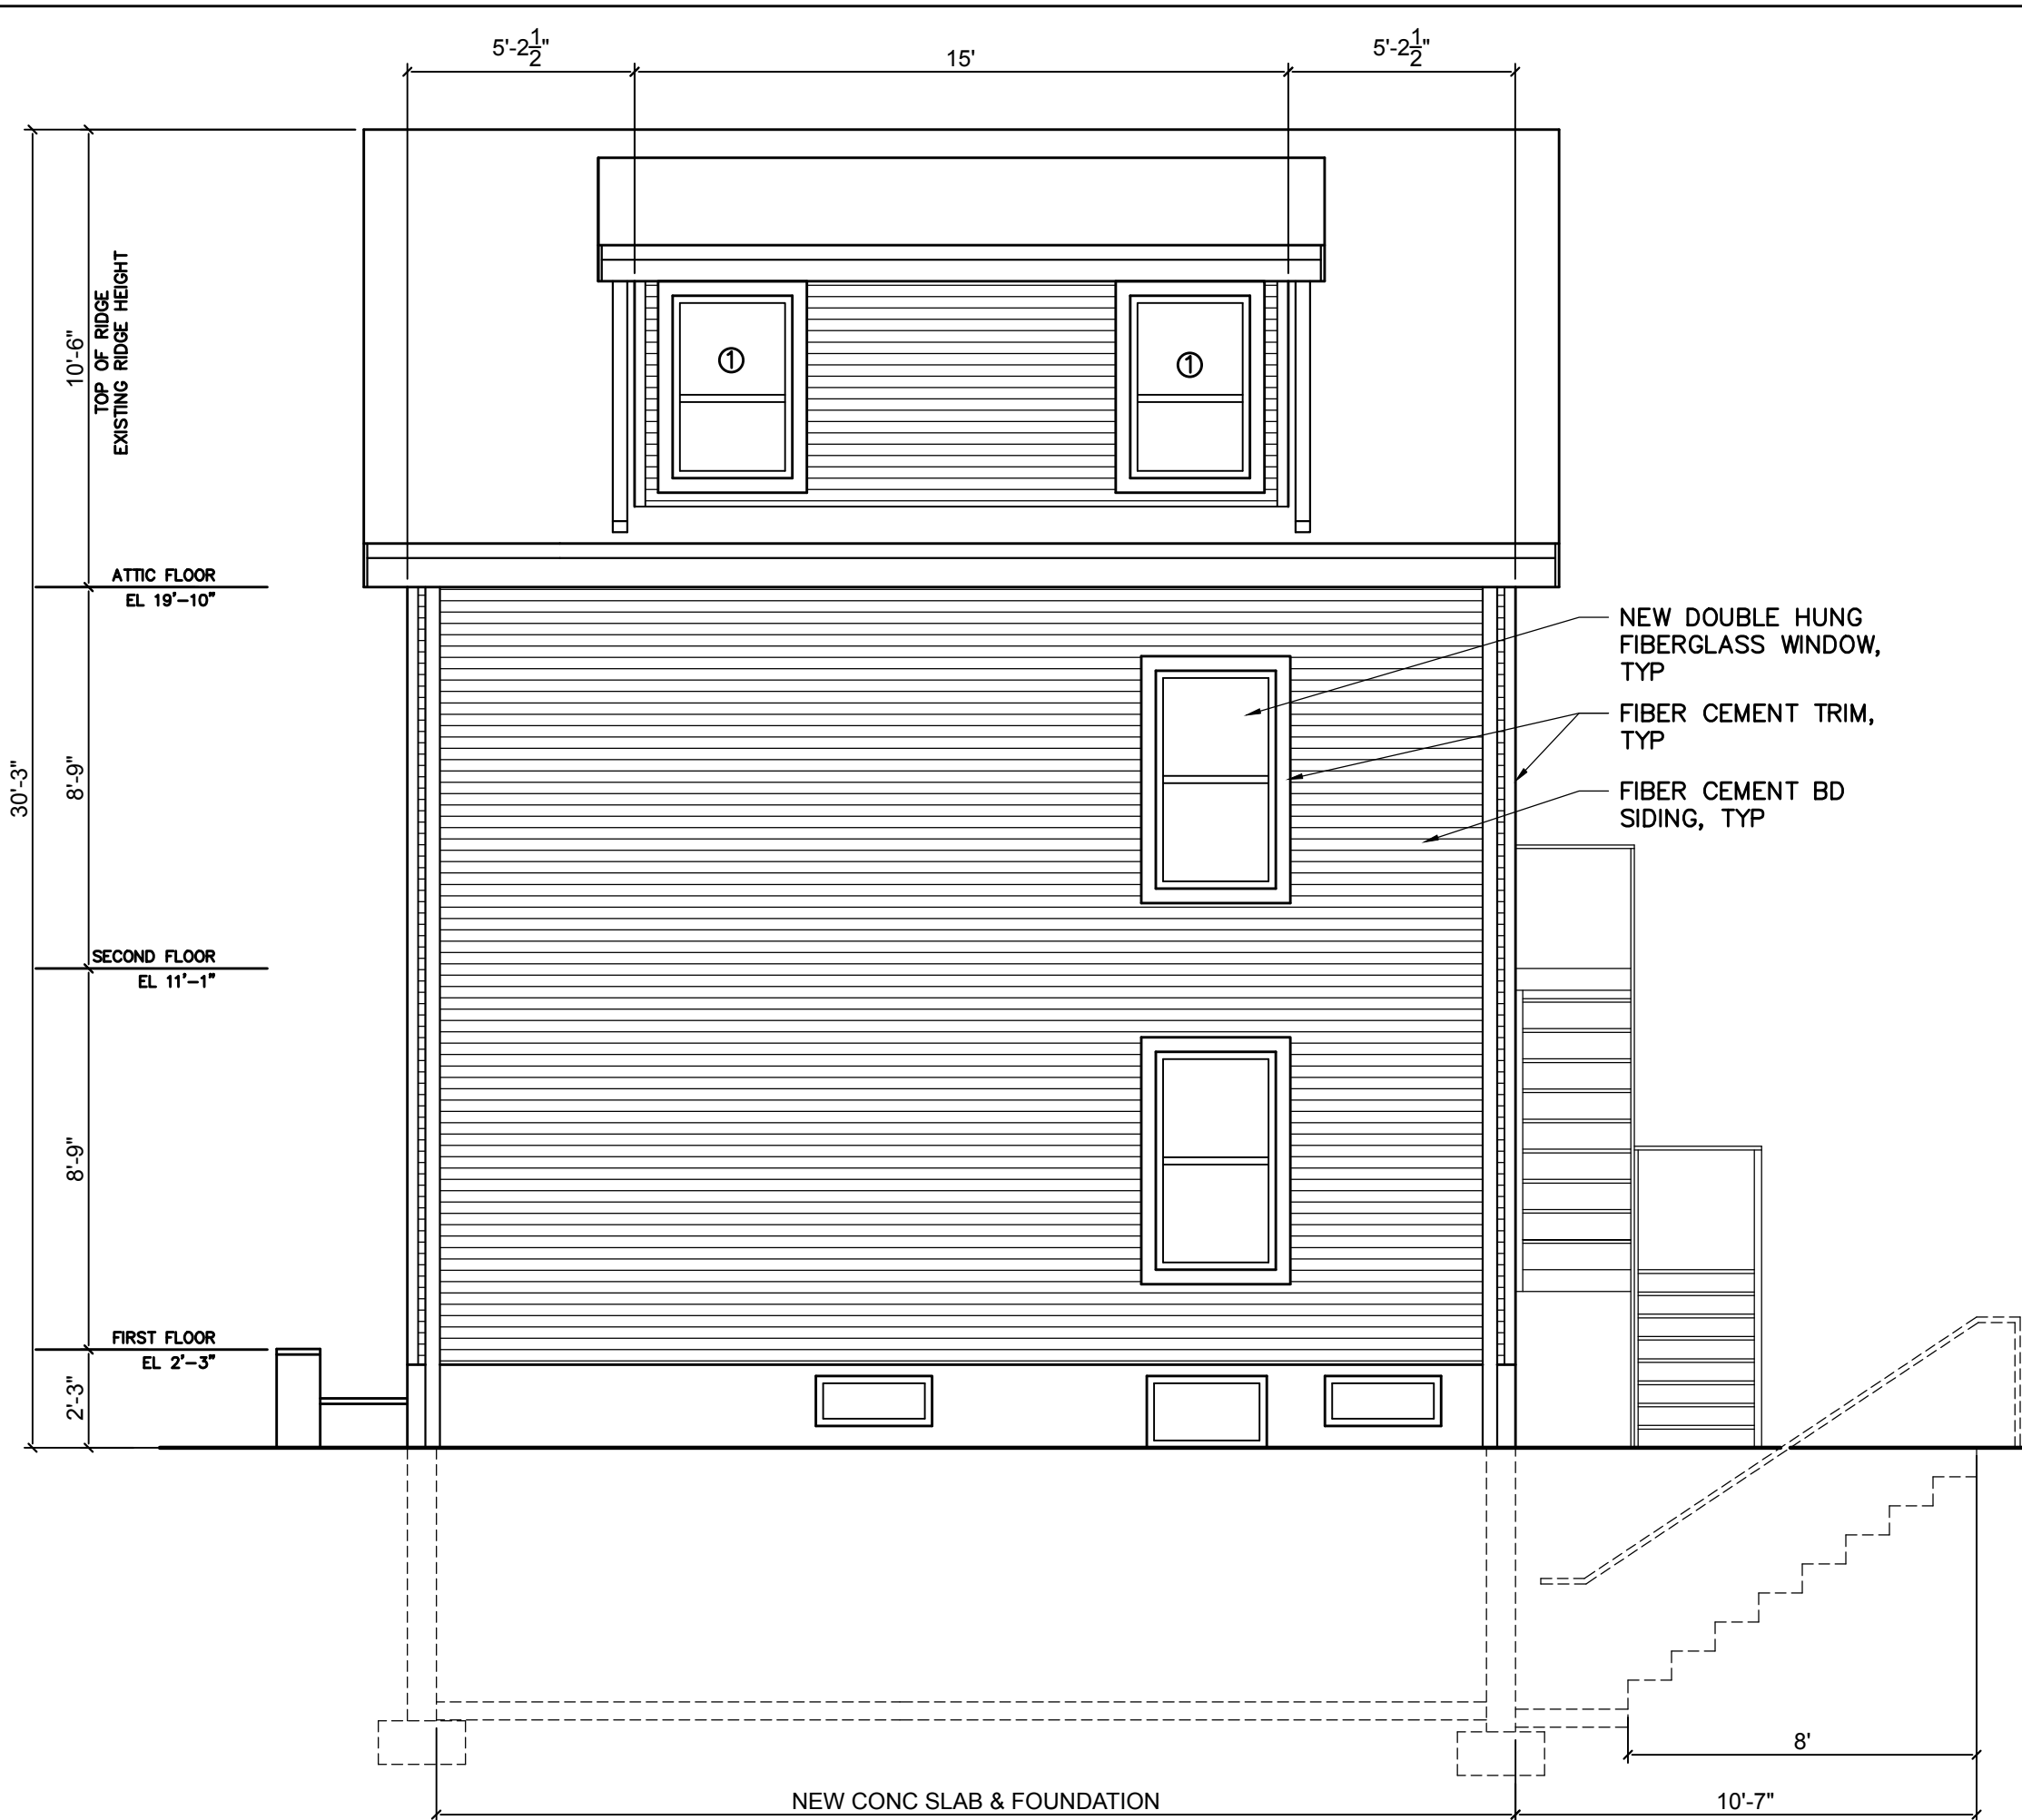 5'-2 1/2"
15'
5'-2 1/2"
TOP OF RIDGE
EXISTING RIDGE HEIGHT
10'-6"
①
①
ATTIC FLOOR
EL 19'-10"
NEW DOUBLE HUNG
FIBERGLASS WINDOW,
TYP
FIBER CEMENT TRIM,
TYP
FIBER CEMENT BD
SIDING, TYP
30'-3"
8'-9"
SECOND FLOOR
EL 11'-1"
8'-9"
FIRST FLOOR
EL 2'-3"
2'-3"
8'
NEW CONC SLAB & FOUNDATION
10'-7"